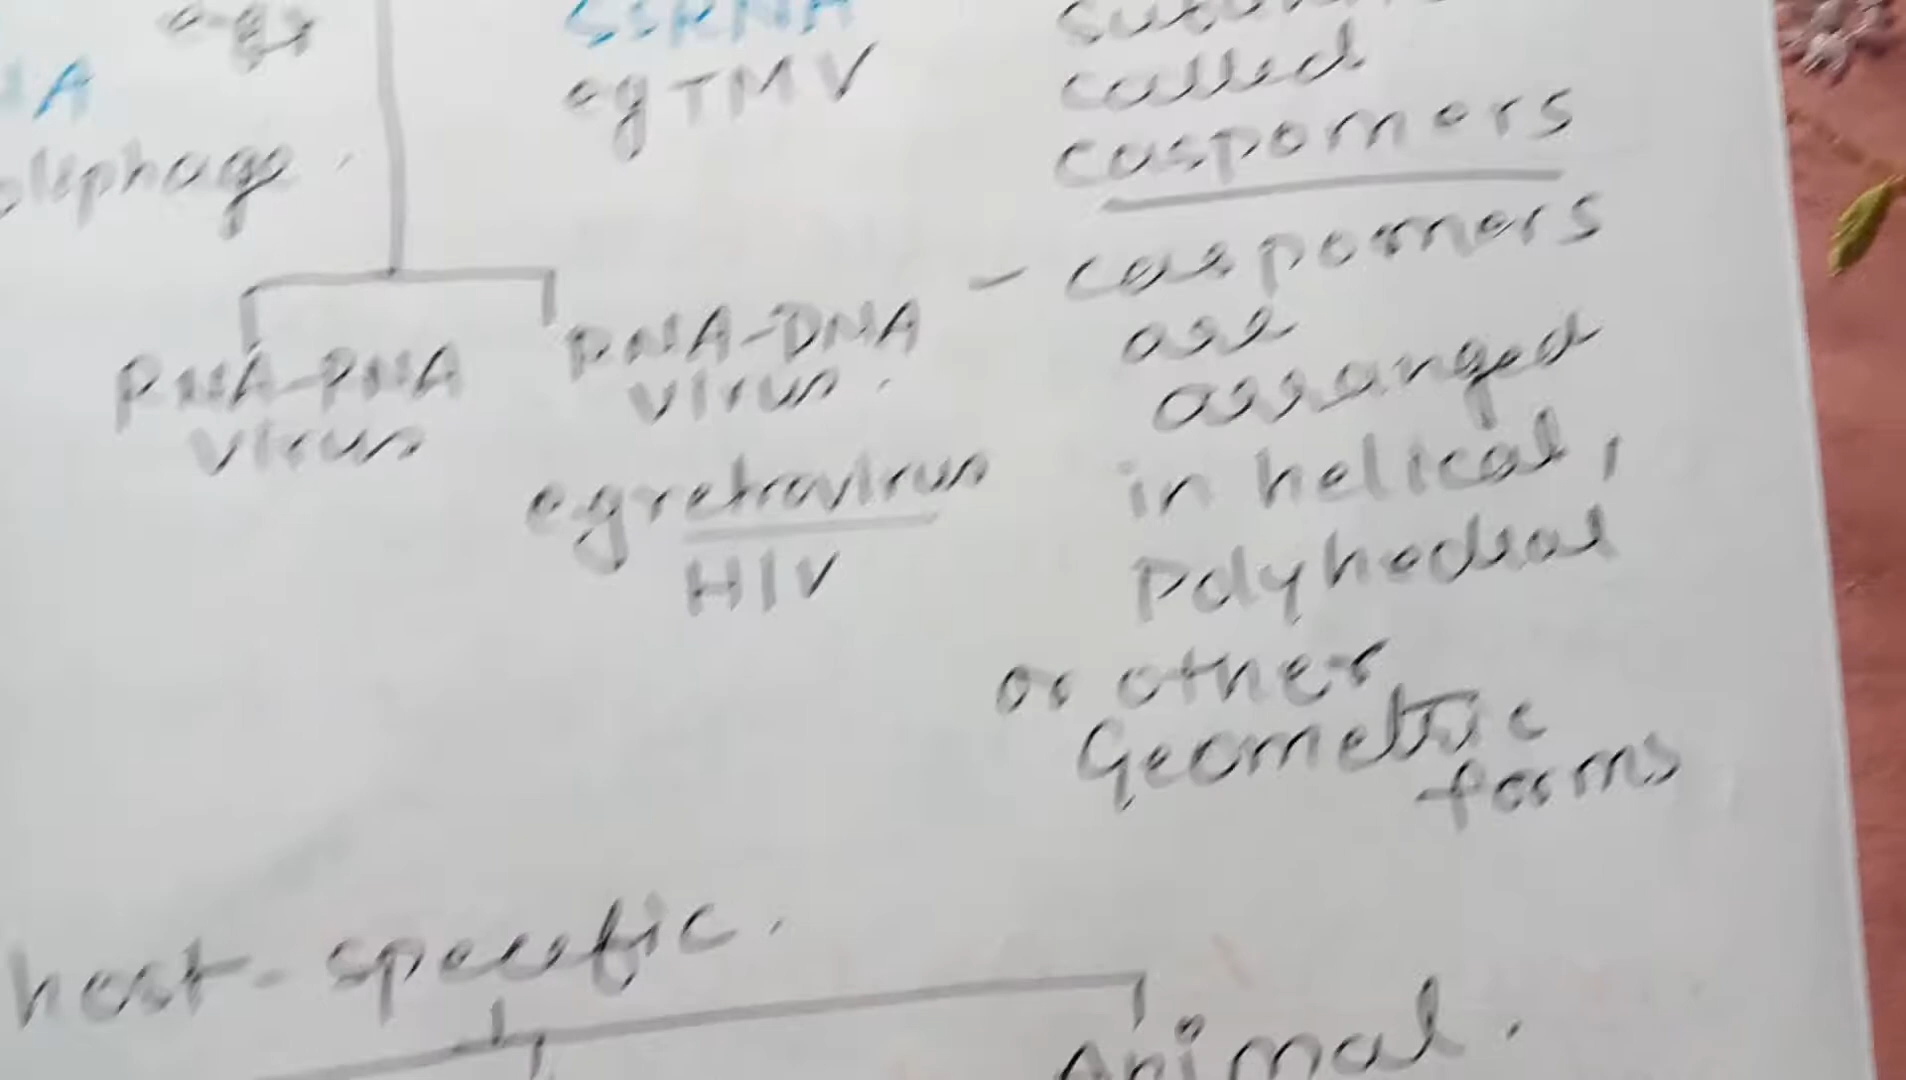 e.g,
SSRNA
eg TMV
called
caspomers
- caspomers
are
arranged
in helical,
Polyhedral
or other
Geometric
forms
RNA-RNA
virus
RNA-DNA
virus.
eg retrovirus
HIV
host-specific.
Animal.